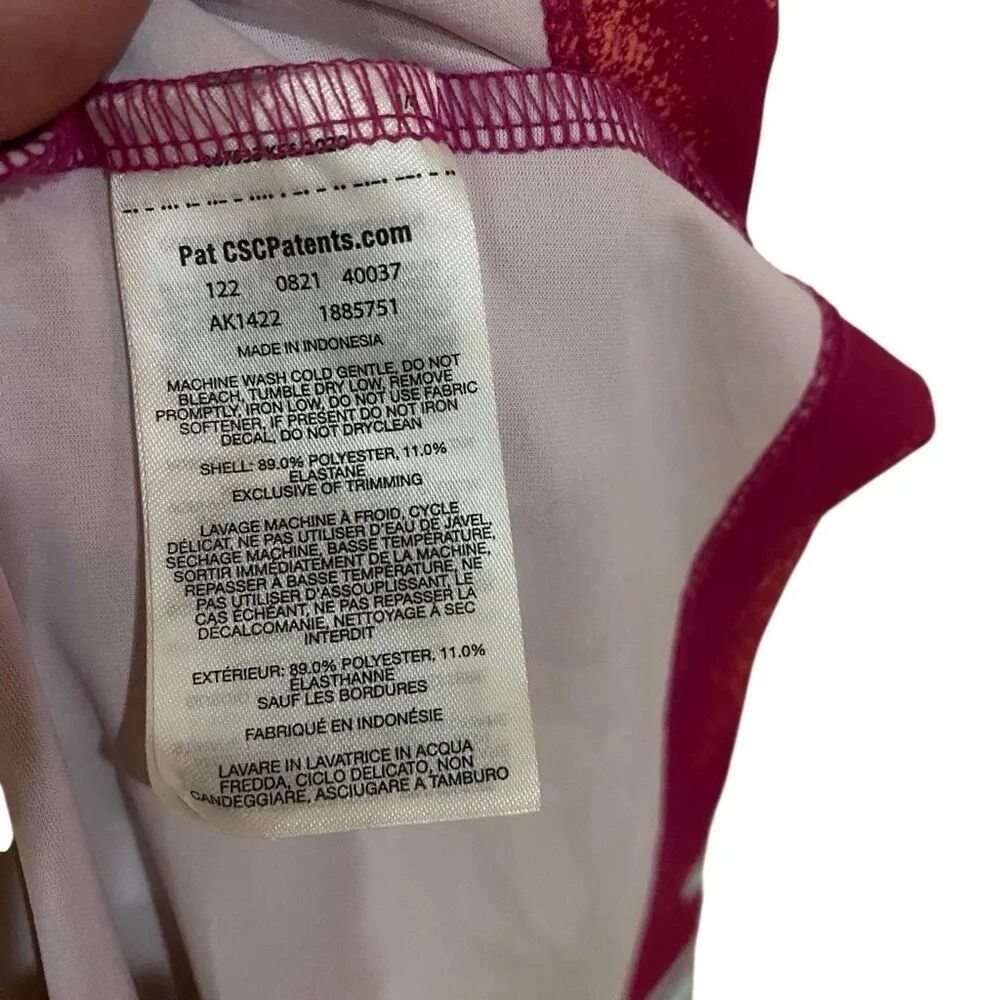 2020
Pat CSCPatents.com
122 0821 40037
AK1422 1885751
MADE IN INDONESIA
MACHINE WASH COLD GENTLE, DO NOT
BLEACH, TUMBLE DRY LOW, REMOVE
PROMPTLY, IRON LOW, DO NOT USE FABRIC
SOFTENER, IF PRESENT DO NOT IRON
DECAL, DO NOT DRYCLEAN
SHELL: 89.0% POLYESTER, 11.0%
ELASTANE
EXCLUSIVE OF TRIMMING
LAVAGE MACHINE À FROID, CYCLE
DÉLICAT, NE PAS UTILISER D'EAU DE JAVEL,
SÉCHAGE MACHINE, BASSE TEMPÉRATURE,
SORTIR IMMÉDIATEMENT DE LA MACHINE,
REPASSER À BASSE TEMPÉRATURE, NE
PAS UTILISER D'ASSOUPLISSANT, LE
CAS ÉCHÉANT, NE PAS REPASSER LA
DÉCALCOMANIE, NETTOYAGE À SEC
INTERDIT
EXTÉRIEUR: 89.0% POLYESTER, 11.0%
ÉLASTHANNE
SAUF LES BORDURES
FABRIQUÉ EN INDONÉSIE
LAVARE IN LAVATRICE IN ACQUA
FREDDA, CICLO DELICATO, NON
CANDEGGIARE, ASCIUGARE A TAMBURO